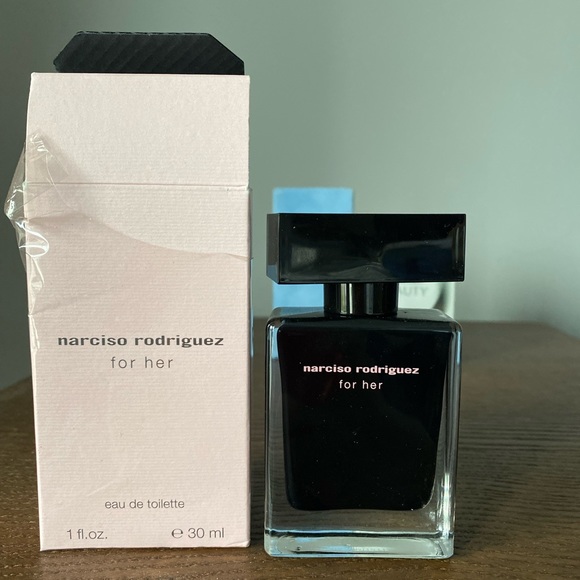 narciso rodriguez
for her
eau de toilette
1 fl.oz. ℮ 30 ml
narciso rodriguez
for her